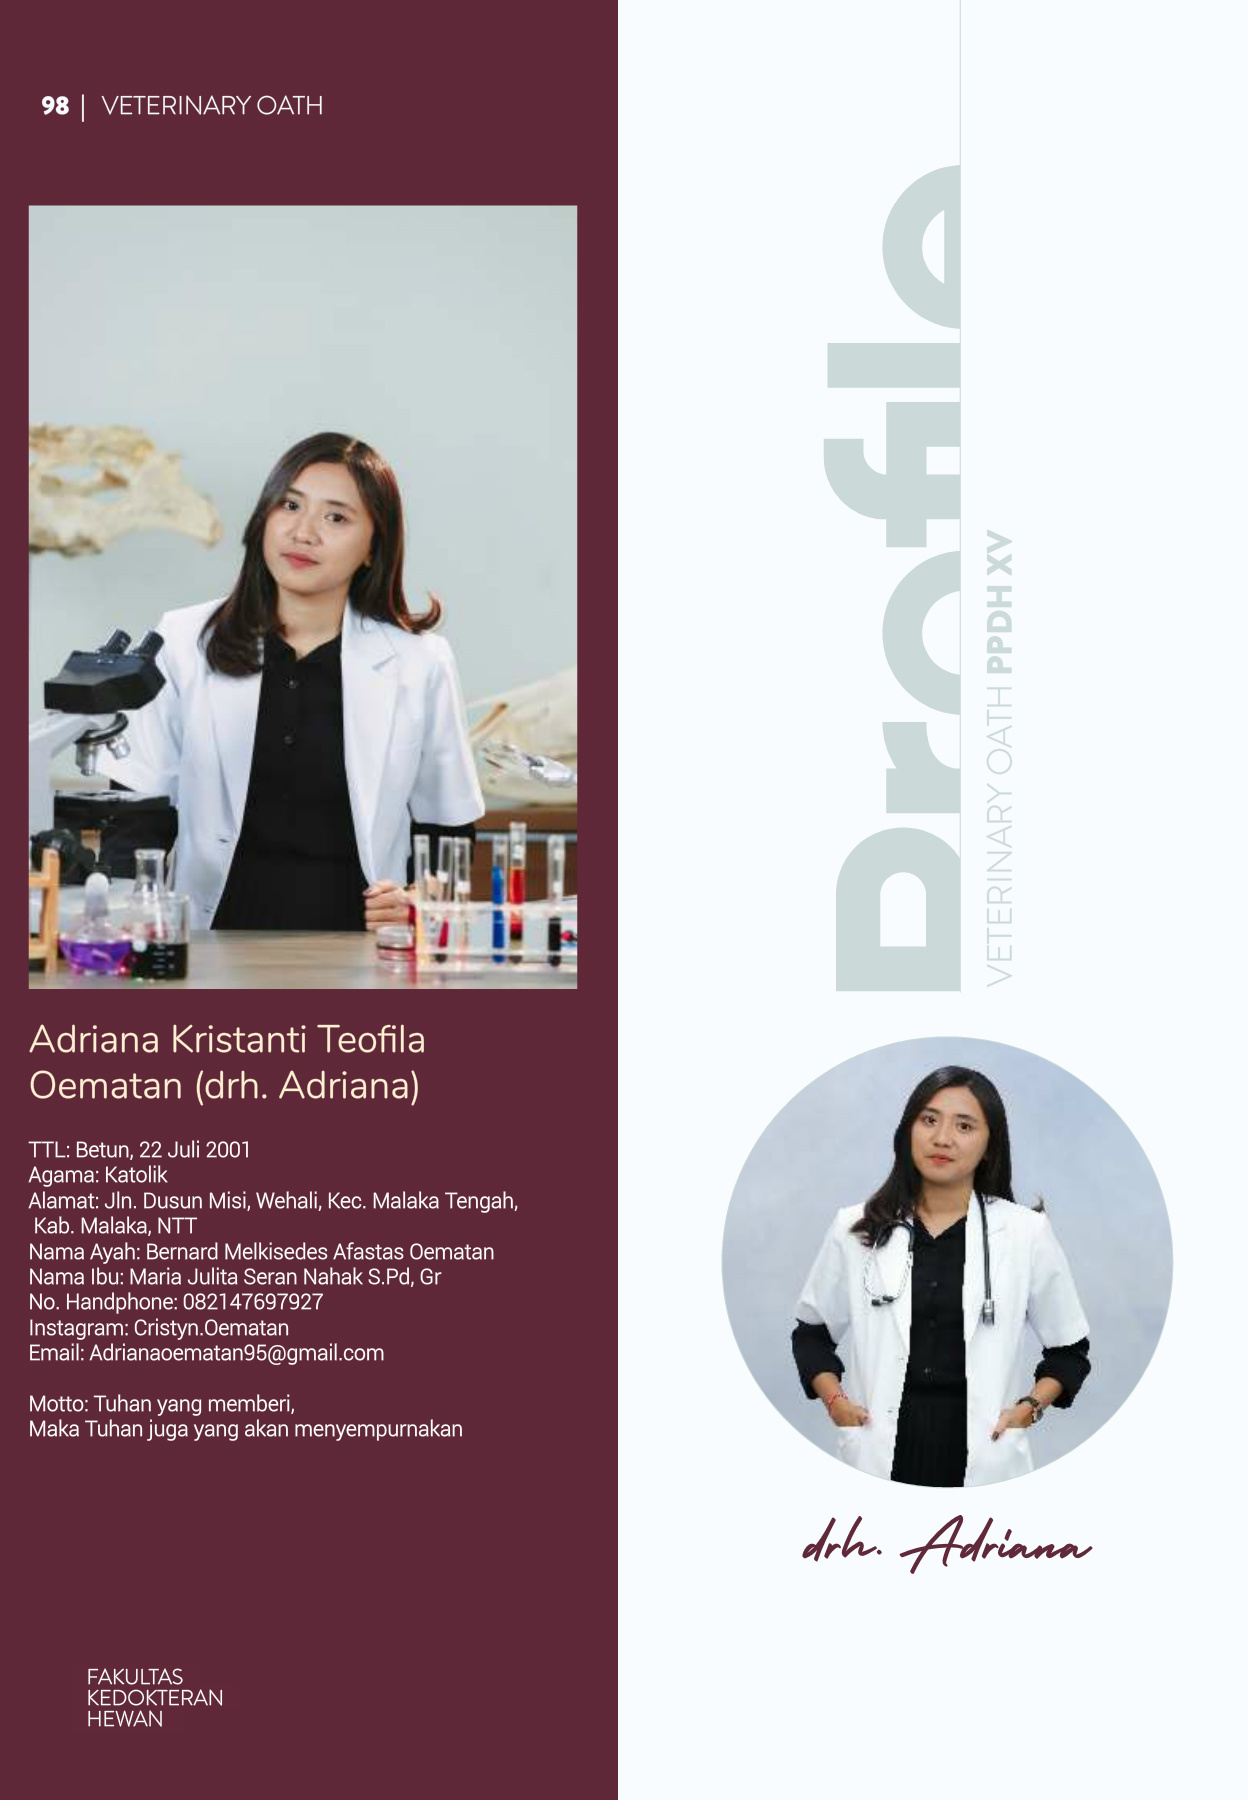 98 | VETERINARY OATH
Adriana Kristanti Teofila
Oematan (drh. Adriana)
TTL: Betun, 22 Juli 2001
Agama: Katolik
Alamat: Jln. Dusun Misi, Wehali, Kec. Malaka Tengah,
Kab. Malaka, NTT
Nama Ayah: Bernard Melkisedes Afastas Oematan
Nama Ibu: Maria Julita Seran Nahak S.Pd, Gr
No. Handphone: 082147697927
Instagram: Cristyn.Oematan
Email: Adrianaoematan95@gmail.com
Motto: Tuhan yang memberi,
Maka Tuhan juga yang akan menyempurnakan
FAKULTAS
KEDOKTERAN
HEWAN
Profile
VETERINARY OATH PPDH XV
drh. Adriana